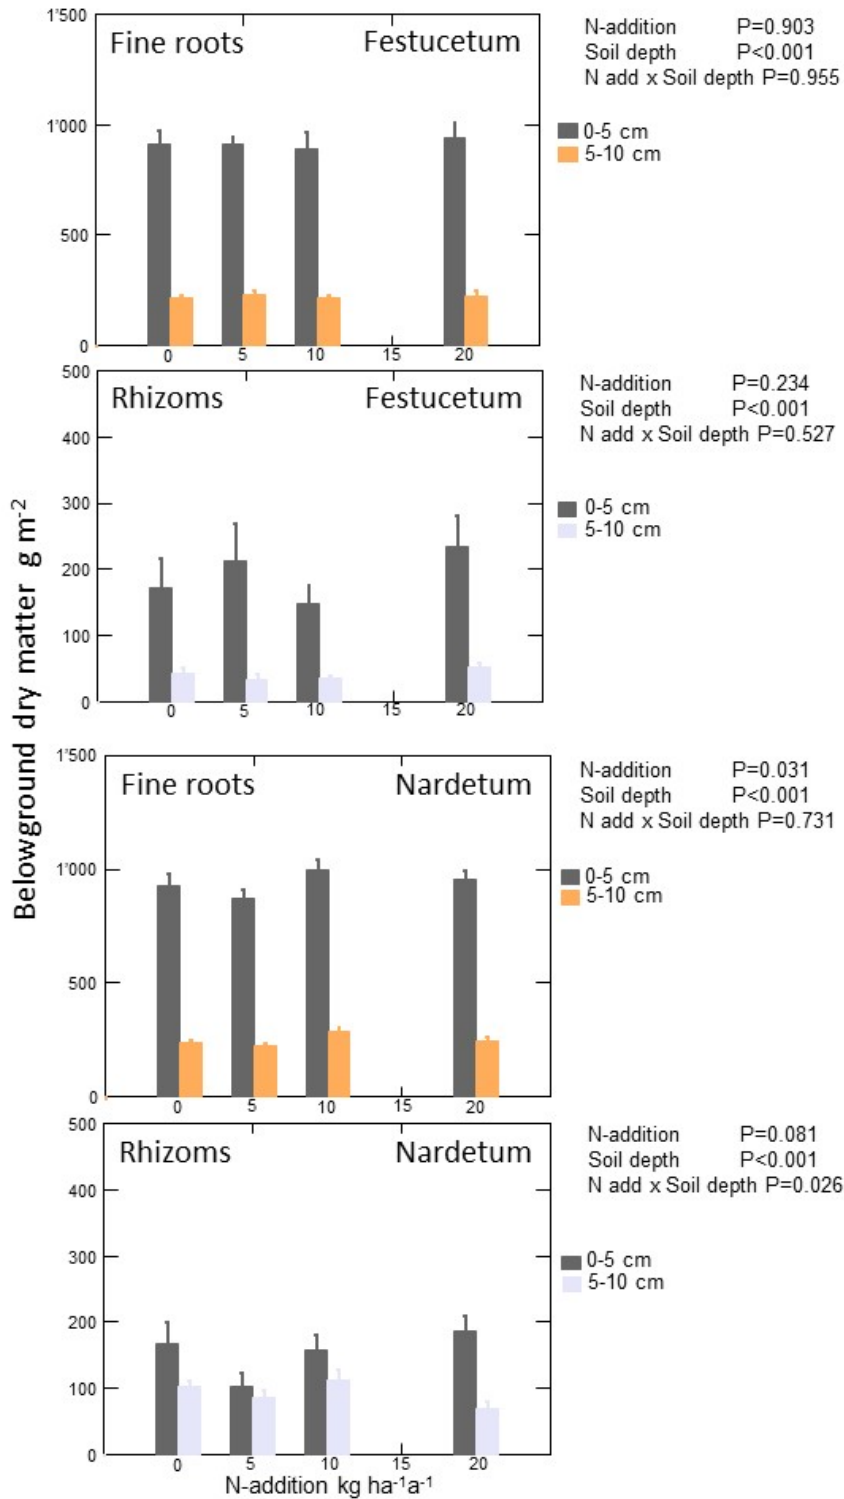 Belowground dry matter g m⁻²
1'500
Fine roots Festucetum
N-addition P=0.903
Soil depth P<0.001
N add x Soil depth P=0.955
1'000
0-5 cm
5-10 cm
500
0
0 5 10 15 20
500
Rhizoms Festucetum
N-addition P=0.234
Soil depth P<0.001
N add x Soil depth P=0.527
400
300
0-5 cm
5-10 cm
200
100
0
0 5 10 15 20
1'500
Fine roots Nardetum
N-addition P=0.031
Soil depth P<0.001
N add x Soil depth P=0.731
1'000
0-5 cm
5-10 cm
500
0
0 5 10 15 20
500
Rhizoms Nardetum
N-addition P=0.081
Soil depth P<0.001
N add x Soil depth P=0.026
400
300
0-5 cm
5-10 cm
200
100
0
0 5 10 15 20
N-addition kg ha⁻¹a⁻¹